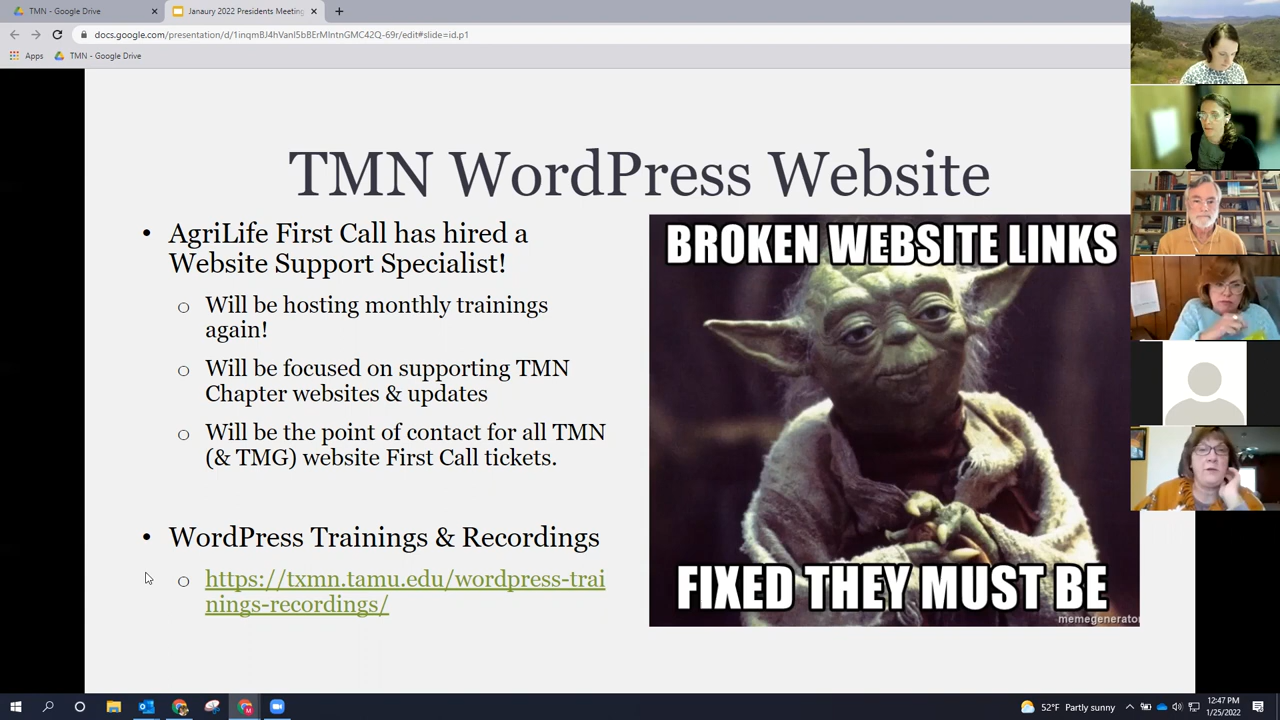 TMN - Google Drive
Janaury 2022 Presidents Meeting
docs.google.com/presentation/d/1inqmBJ4hVanI5bBErMIntnGMC42Q-69r/edit#slide=id.p1
Apps
TMN - Google Drive
TMN WordPress Website
• AgriLife First Call has hired a
Website Support Specialist!
○ Will be hosting monthly trainings
again!
○ Will be focused on supporting TMN
Chapter websites & updates
○ Will be the point of contact for all TMN
(& TMG) website First Call tickets.
• WordPress Trainings & Recordings
○ https://txmn.tamu.edu/wordpress-trai
nings-recordings/
BROKEN WEBSITE LINKS
FIXED THEY MUST BE
memegenerator
52°F Partly sunny
12:47 PM
1/25/2022